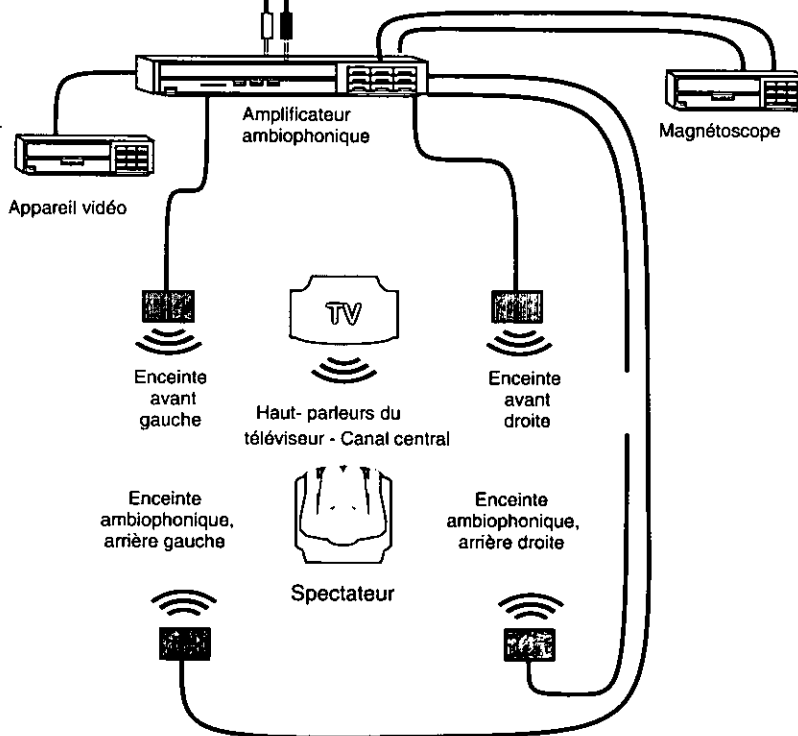 Amplificateur
ambiophonique
Magnétoscope
Appareil vidéo
TV
Enceinte
avant
gauche
Haut- parleurs du
téléviseur - Canal central
Enceinte
avant
droite
Enceinte
ambiophonique,
arrière gauche
Spectateur
Enceinte
ambiophonique,
arrière droite